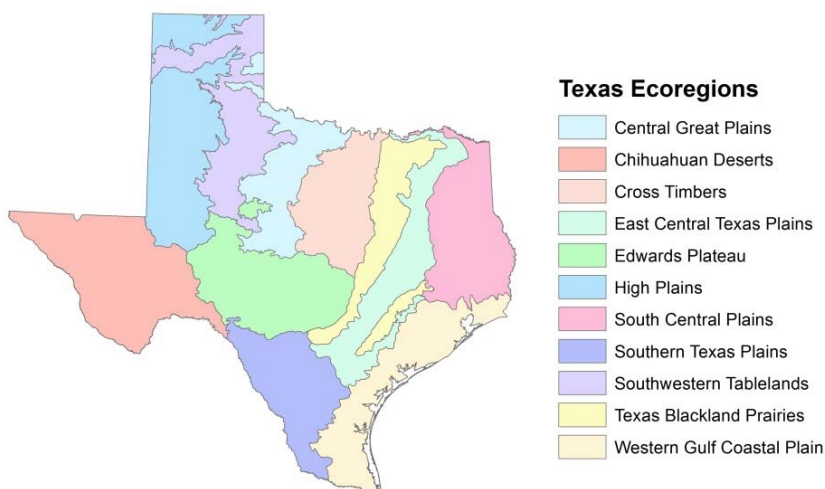 Texas Ecoregions
Central Great Plains
Chihuahuan Deserts
Cross Timbers
East Central Texas Plains
Edwards Plateau
High Plains
South Central Plains
Southern Texas Plains
Southwestern Tablelands
Texas Blackland Prairies
Western Gulf Coastal Plain